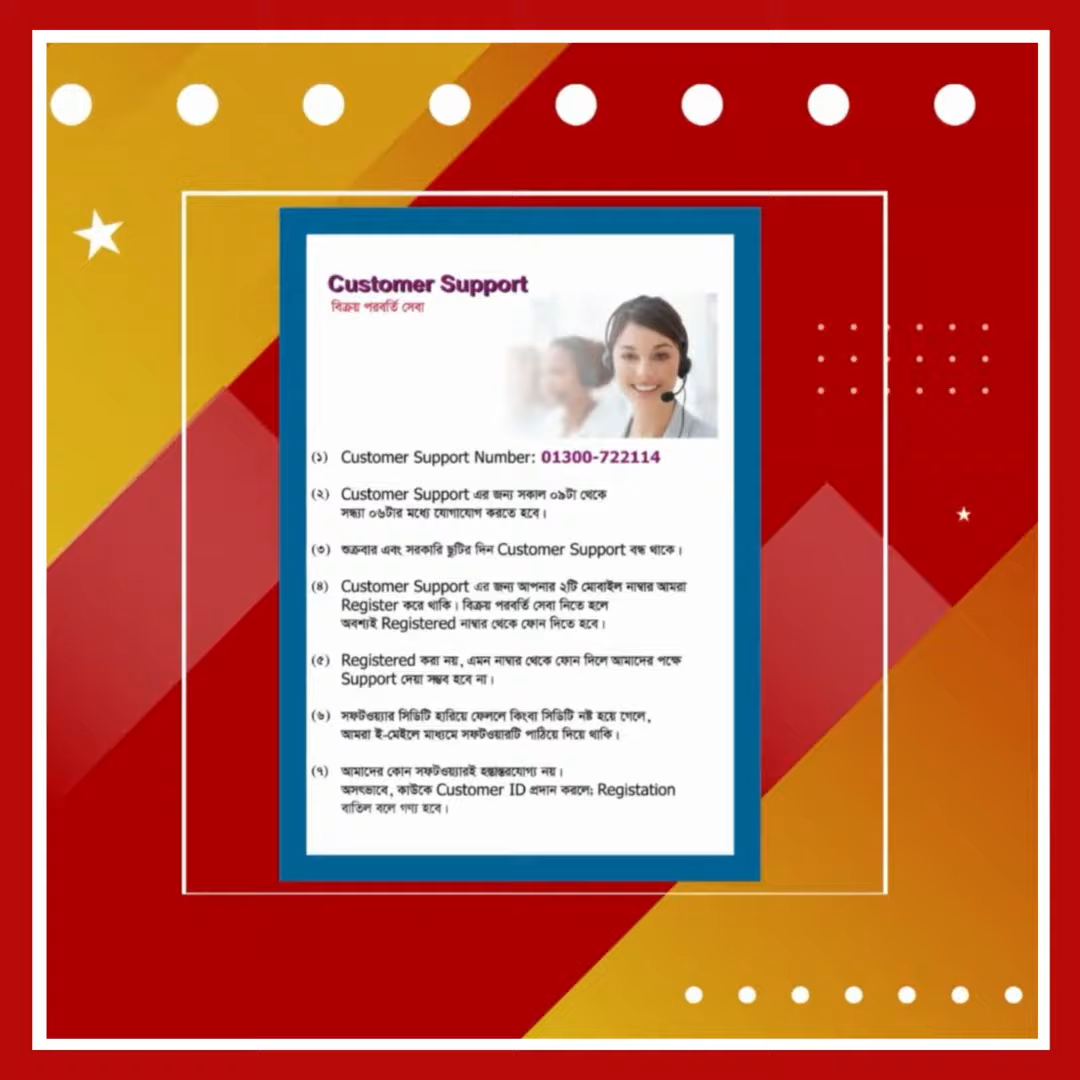 Customer Support
বিক্রয় পরবর্তি সেবা
(১) Customer Support Number: 01300-722114
(২) Customer Support এর জন্য সকাল ০৯টা থেকে
সন্ধ্যা ০৬টার মধ্যে যোগাযোগ করতে হবে।
(৩) শুক্রবার এবং সরকারি ছুটির দিন Customer Support বন্ধ থাকে।
(৪) Customer Support এর জন্য আপনার ২টি মোবাইল নাম্বার আমরা
Register করে থাকি। বিক্রয় পরবর্তি সেবা নিতে হলে
অবশ্যই Registered নাম্বার থেকে ফোন দিতে হবে।
(৫) Registered করা নয়, এমন নাম্বার থেকে ফোন দিলে আমাদের পক্ষে
Support দেয়া সম্ভব হবে না।
(৬) সফটওয়্যার সিডিটি হারিয়ে ফেললে কিংবা সিডিটি নষ্ট হয়ে গেলে,
আমরা ই-মেইলে মাধ্যমে সফটওয়ারটি পাঠিয়ে দিয়ে থাকি।
(৭) আমাদের কোন সফটওয়্যারই হস্তান্তরযোগ্য নয়।
অসৎভাবে, কাউকে Customer ID প্রদান করলে; Registation
বাতিল বলে গণ্য হবে।